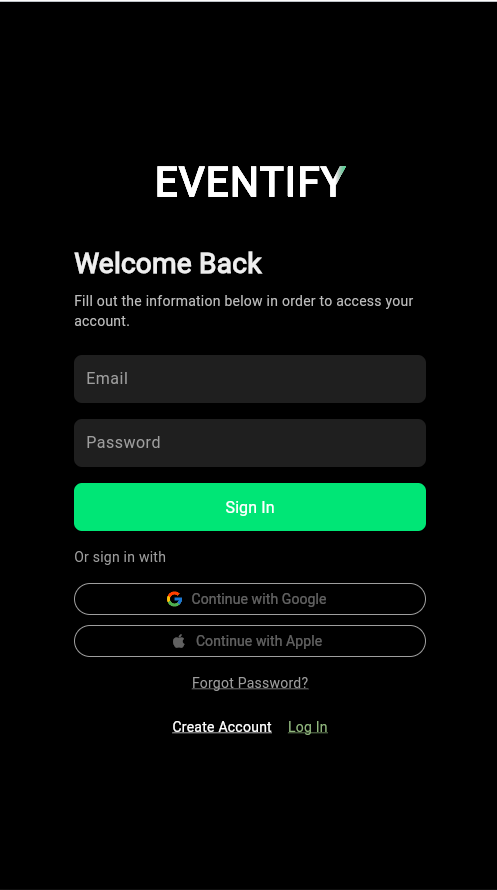 EVENTIFY
Welcome Back
Fill out the information below in order to access your
account.
Email
Password
Sign In
Or sign in with
Continue with Google
Continue with Apple
Forgot Password?
Create Account Log In